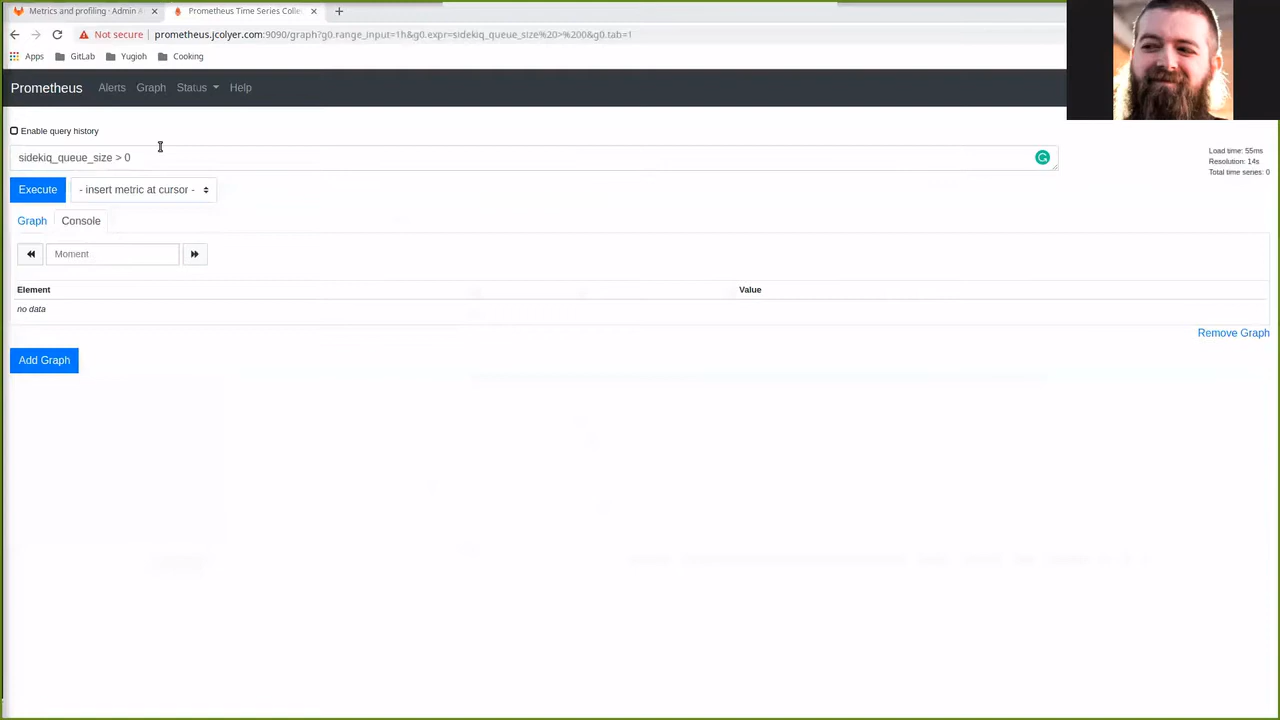 Metrics and profiling · Admin A
Prometheus Time Series Collec
Not secure
prometheus.jcolyer.com:9090/graph?g0.range_input=1h&g0.expr=sidekiq_queue_size%20>%200&g0.tab=1
Apps
GitLab
Yugioh
Cooking
Prometheus
Alerts
Graph
Status
Help
Enable query history
sidekiq_queue_size > 0
Load time: 55ms
Resolution: 14s
Total time series: 0
Execute
- insert metric at cursor -
Graph
Console
Moment
Element
Value
no data
Remove Graph
Add Graph